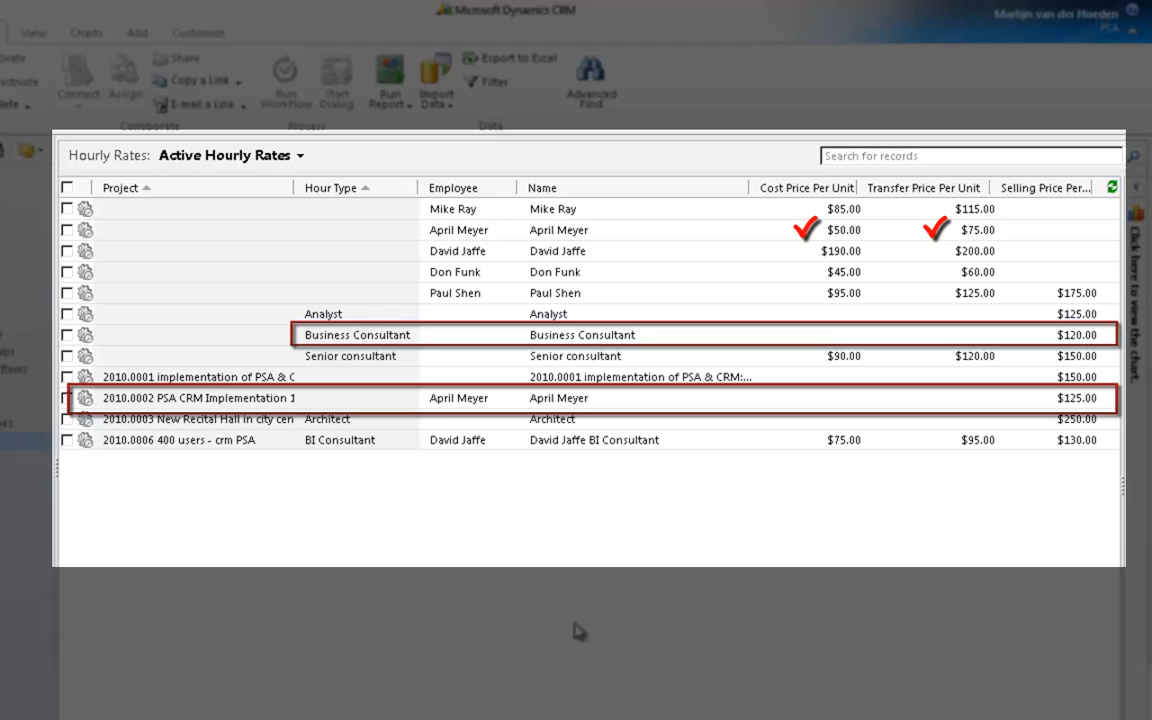 Microsoft Dynamics CRM
Martijn van der Hoeden
PSA
View Charts Add Customize
Share
Copy a Link
E-mail a Link
Connect Assign
Run Workflow
Start Dialog
Run Report
Import Data
Export to Excel
Filter
Advanced Find
Collaborate Process Data
Hourly Rates: Active Hourly Rates
Search for records
Project Hour Type Employee Name Cost Price Per Unit Transfer Price Per Unit Selling Price Per...
Mike Ray Mike Ray $85.00 $115.00
April Meyer April Meyer $50.00 $75.00
David Jaffe David Jaffe $190.00 $200.00
Don Funk Don Funk $45.00 $60.00
Paul Shen Paul Shen $95.00 $125.00 $175.00
Analyst Analyst $125.00
Business Consultant Business Consultant $120.00
Senior consultant Senior consultant $90.00 $120.00 $150.00
2010.0001 implementation of PSA & C 2010.0001 implementation of PSA & CRM:... $150.00
2010.0002 PSA CRM Implementation 1 April Meyer April Meyer $125.00
2010.0003 New Recital Hall in city cen Architect Architect $250.00
2010.0006 400 users - crm PSA BI Consultant David Jaffe David Jaffe BI Consultant $75.00 $95.00 $130.00
Click here to view the chart.